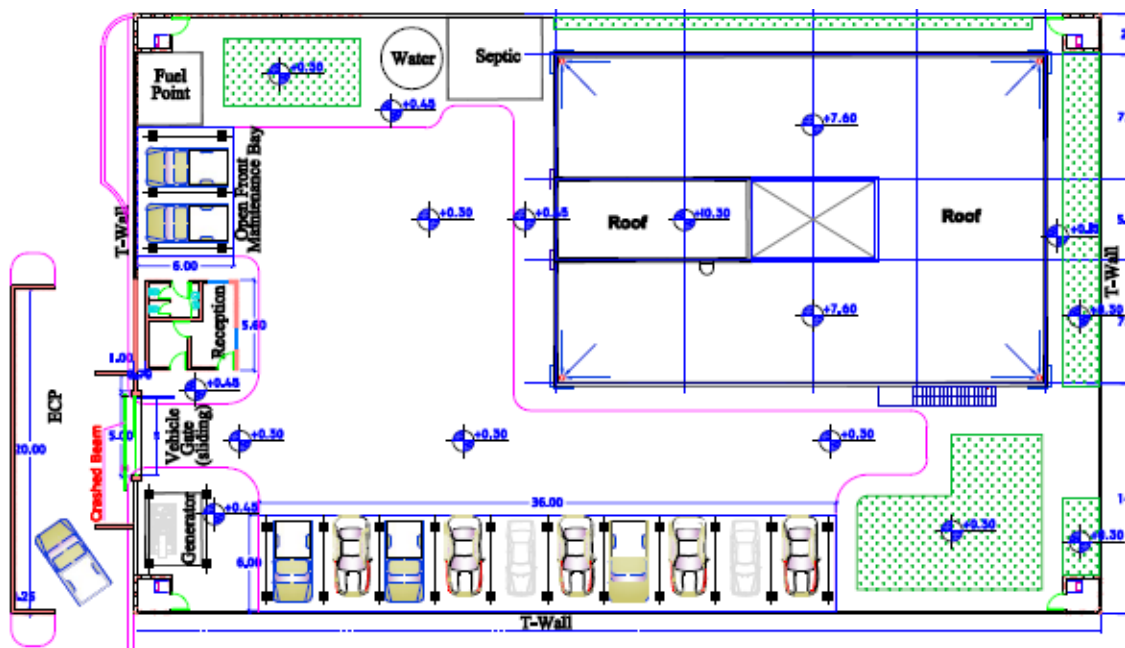 Fuel
Point
+0.30
Water
Septic
+0.45
+7.60
Open Front
Maintenance Bay
T-Wall
+0.30
+0.45
Roof
+10.30
Roof
T-Wall
6.00
+0.30
Reception
5.60
+7.60
1.00
+0.45
ECP
20.00
5.00
Vehicle
Gate
(sliding)
Crashed Beam
+0.30
+0.30
+0.30
Generator
+0.45
36.00
6.00
+0.30
+0.30
T-Wall